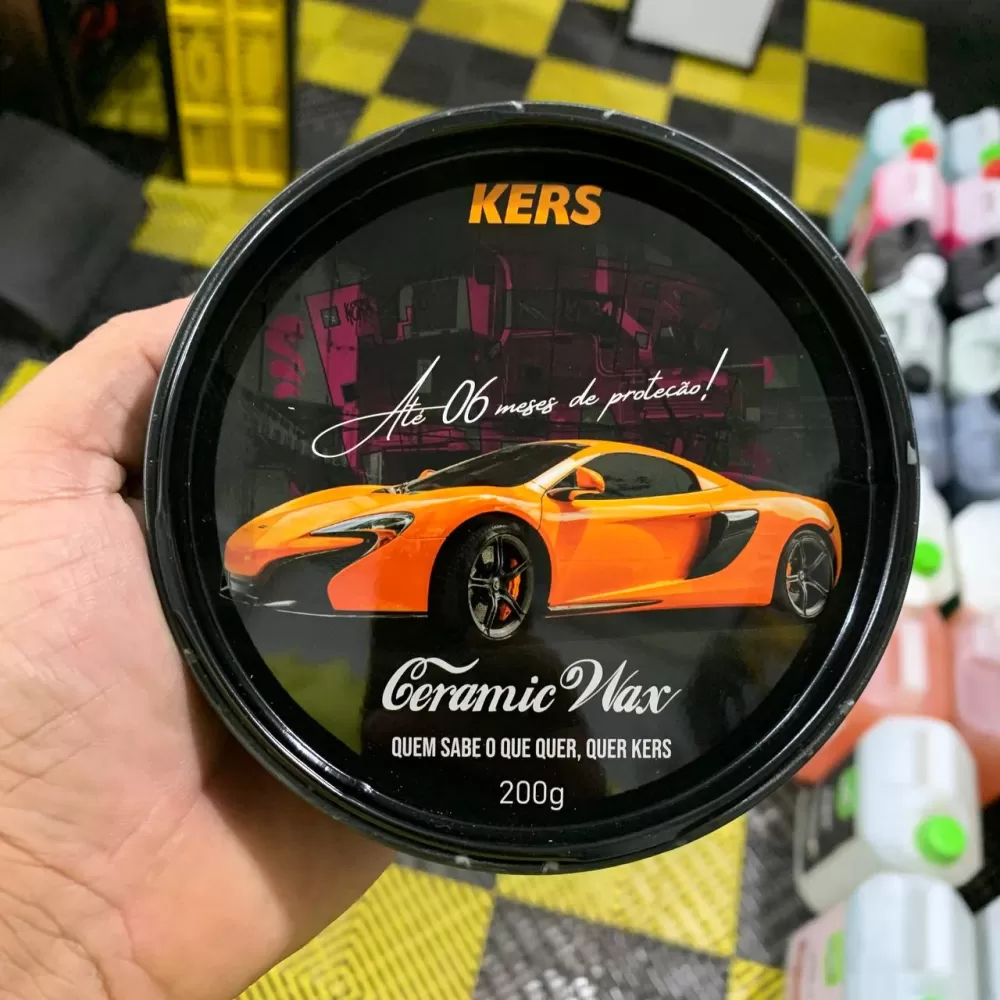 KERS
Até 06 meses de proteção!
Ceramic Wax
QUEM SABE O QUE QUER, QUER KERS
200g